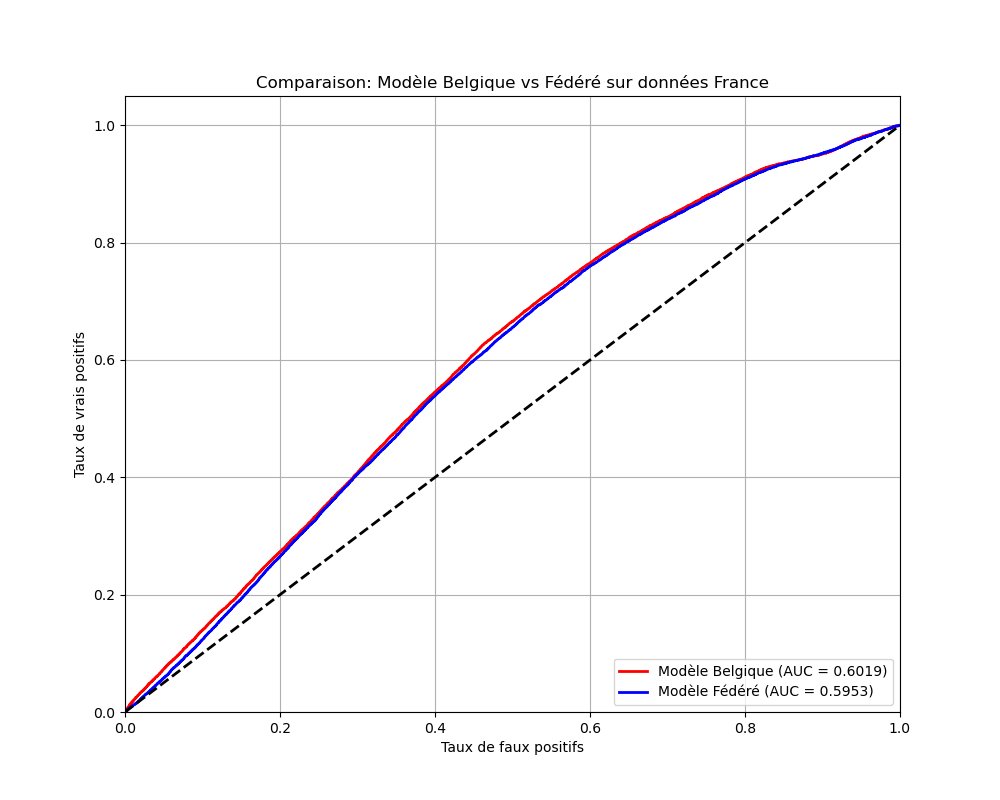 Comparaison: Modèle Belgique vs Fédéré sur données France
Taux de vrais positifs
1.0
0.8
0.6
0.4
0.2
0.0
0.0 0.2 0.4 0.6 0.8 1.0
Taux de faux positifs
Modèle Belgique (AUC = 0.6019)
Modèle Fédéré (AUC = 0.5953)